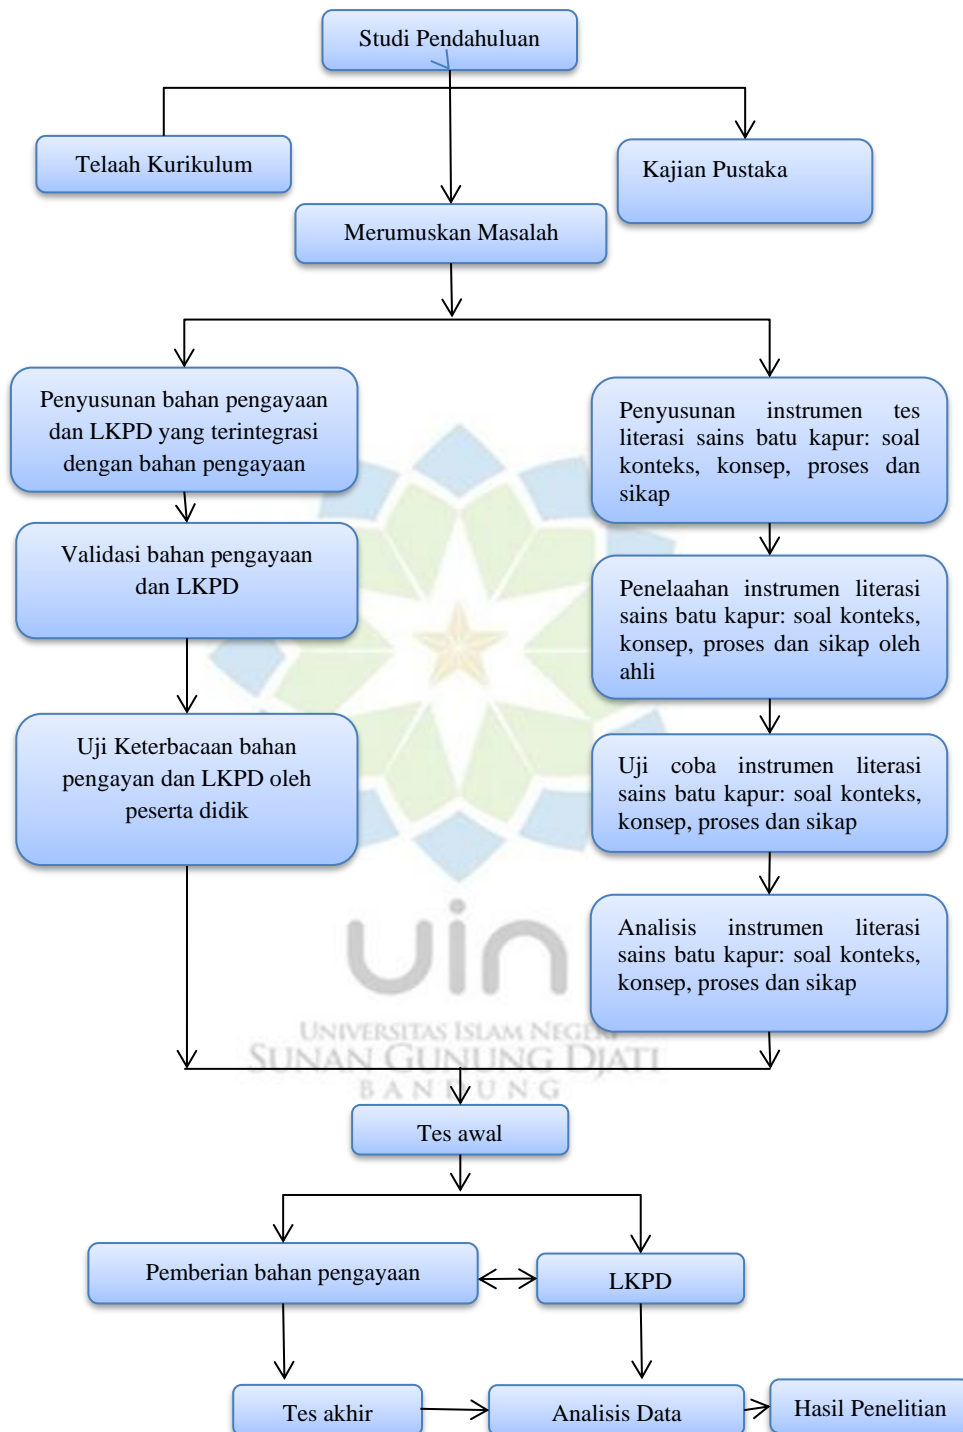 Studi Pendahuluan
Telaah Kurikulum
Kajian Pustaka
Merumuskan Masalah
Penyusunan bahan pengayaan
dan LKPD yang terintegrasi
dengan bahan pengayaan
Penyusunan instrumen tes
literasi sains batu kapur: soal
konteks, konsep, proses dan
sikap
Validasi bahan pengayaan
dan LKPD
Penelaahan instrumen literasi
sains batu kapur: soal konteks,
konsep, proses dan sikap oleh
ahli
Uji Keterbacaan bahan
pengayan dan LKPD oleh
peserta didik
Uji coba instrumen literasi
sains batu kapur: soal konteks,
konsep, proses dan sikap
Analisis instrumen literasi
sains batu kapur: soal konteks,
konsep, proses dan sikap
uin
UNIVERSITAS ISLAM NEGERI
SUNAN GUNUNG DJATI
BANDUNG
Tes awal
Pemberian bahan pengayaan
LKPD
Tes akhir
Analisis Data
Hasil Penelitian